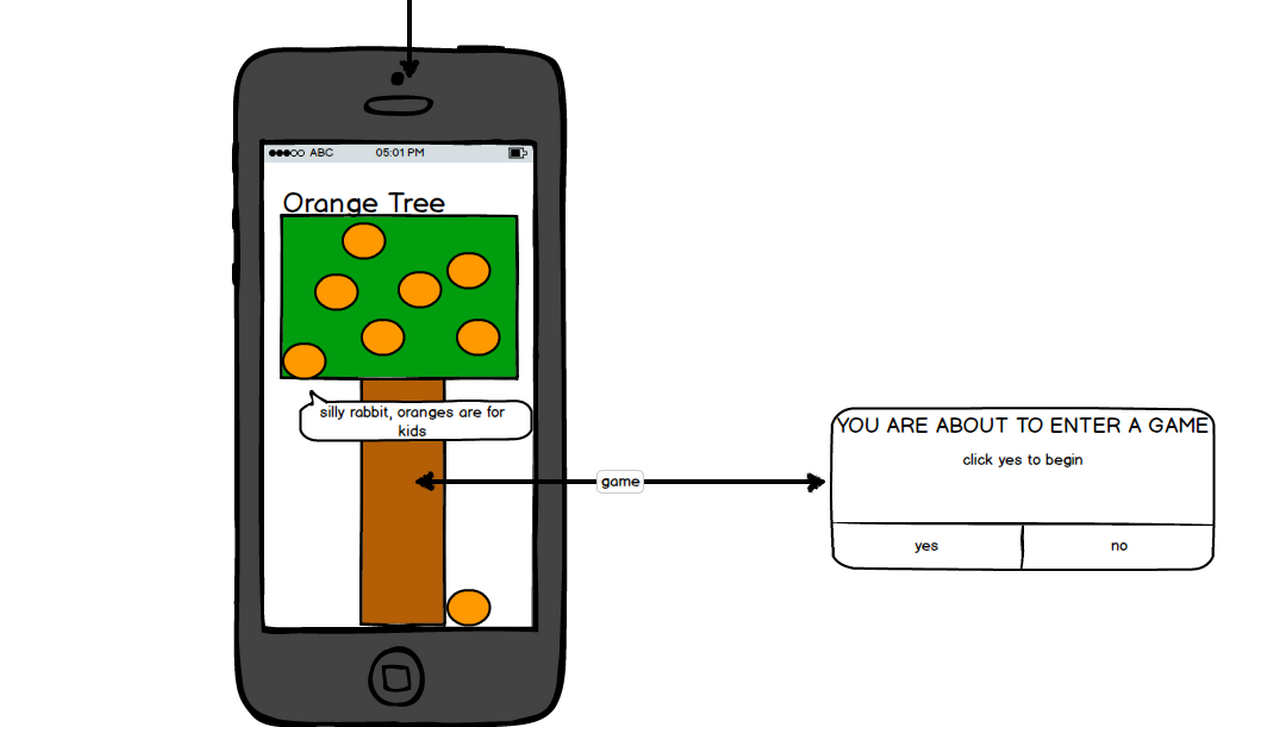 ABC 05:01 PM
Orange Tree
silly rabbit, oranges are for
kids
game
YOU ARE ABOUT TO ENTER A GAME
click yes to begin
yes no